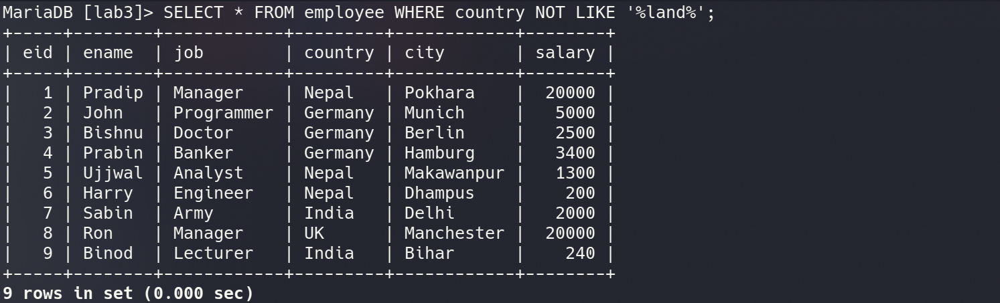 MariaDB [lab3]> SELECT * FROM employee WHERE country NOT LIKE '%land%';
+-----+--------+------------+---------+------------+--------+
| eid | ename  | job        | country | city       | salary |
+-----+--------+------------+---------+------------+--------+
|   1 | Pradip | Manager    | Nepal   | Pokhara    |  20000 |
|   2 | John   | Programmer | Germany | Munich     |   5000 |
|   3 | Bishnu | Doctor     | Germany | Berlin     |   2500 |
|   4 | Prabin | Banker     | Germany | Hamburg    |   3400 |
|   5 | Ujjwal | Analyst    | Nepal   | Makawanpur |   1300 |
|   6 | Harry  | Engineer   | Nepal   | Dhampus    |    200 |
|   7 | Sabin  | Army       | India   | Delhi      |   2000 |
|   8 | Ron    | Manager    | UK      | Manchester |  20000 |
|   9 | Binod  | Lecturer   | India   | Bihar      |    240 |
+-----+--------+------------+---------+------------+--------+
9 rows in set (0.000 sec)